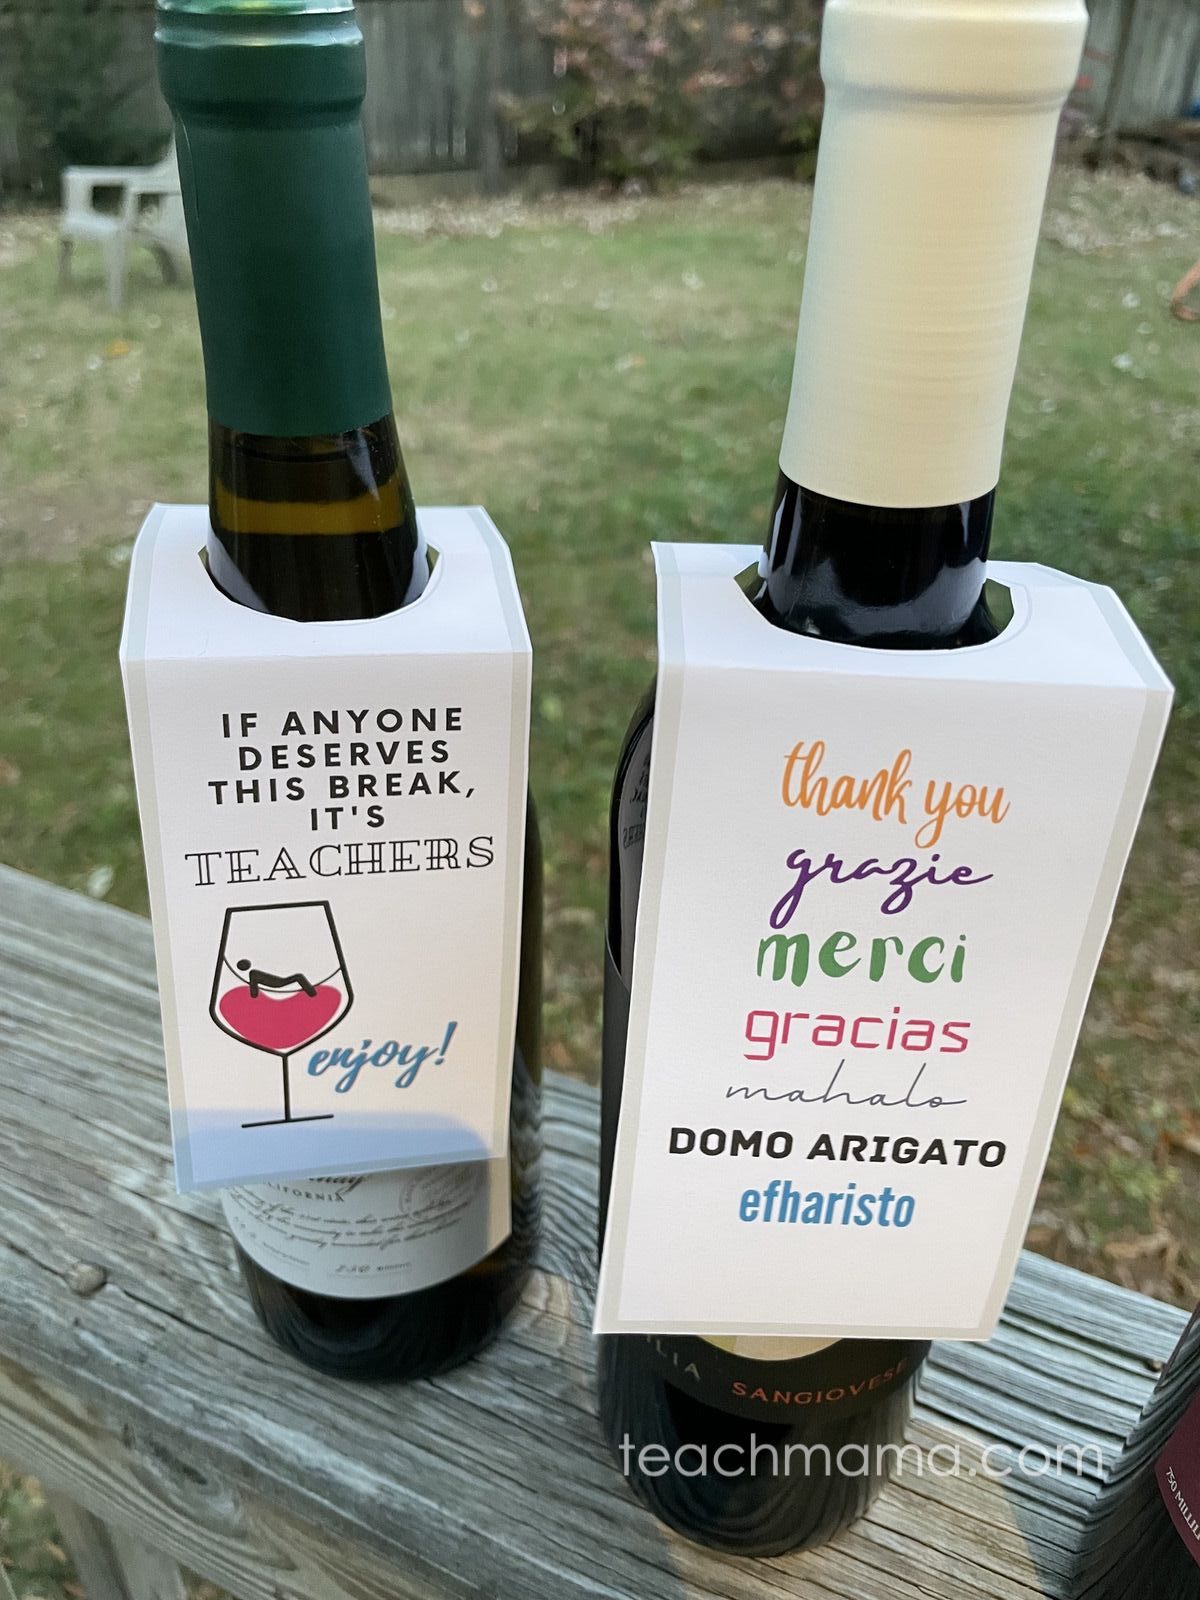 IF ANYONE
DESERVES
THIS BREAK,
IT'S
TEACHERS
enjoy!
thank you
grazie
merci
gracias
mahalo
DOMO ARIGATO
efharisto
SANGIOVESE
teachmama.com